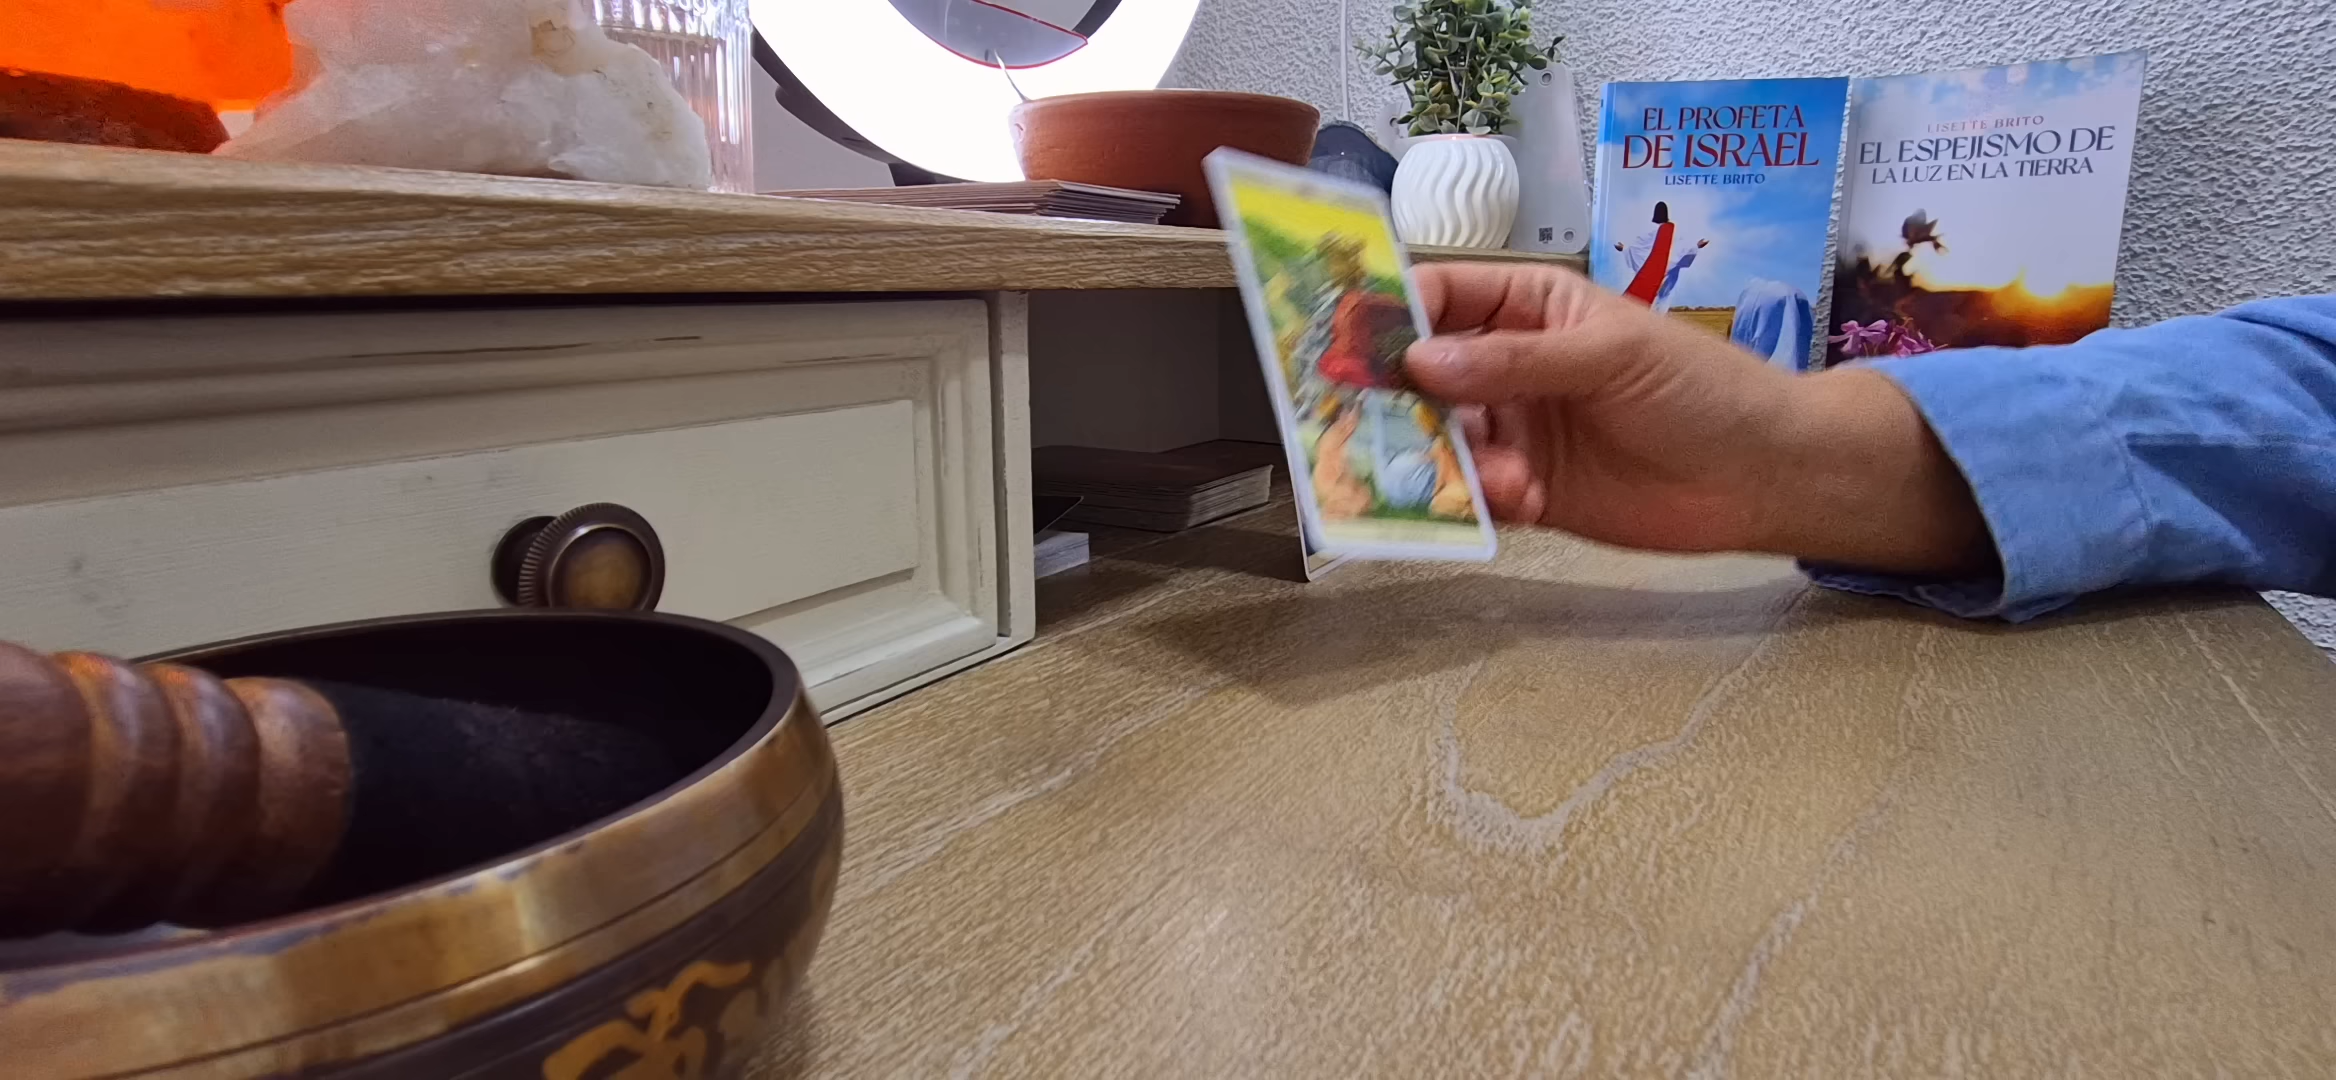 EL PROFETA
DE ISRAEL
LISETTE BRITO
LISETTE BRITO
EL ESPEJISMO DE
LA LUZ EN LA TIERRA